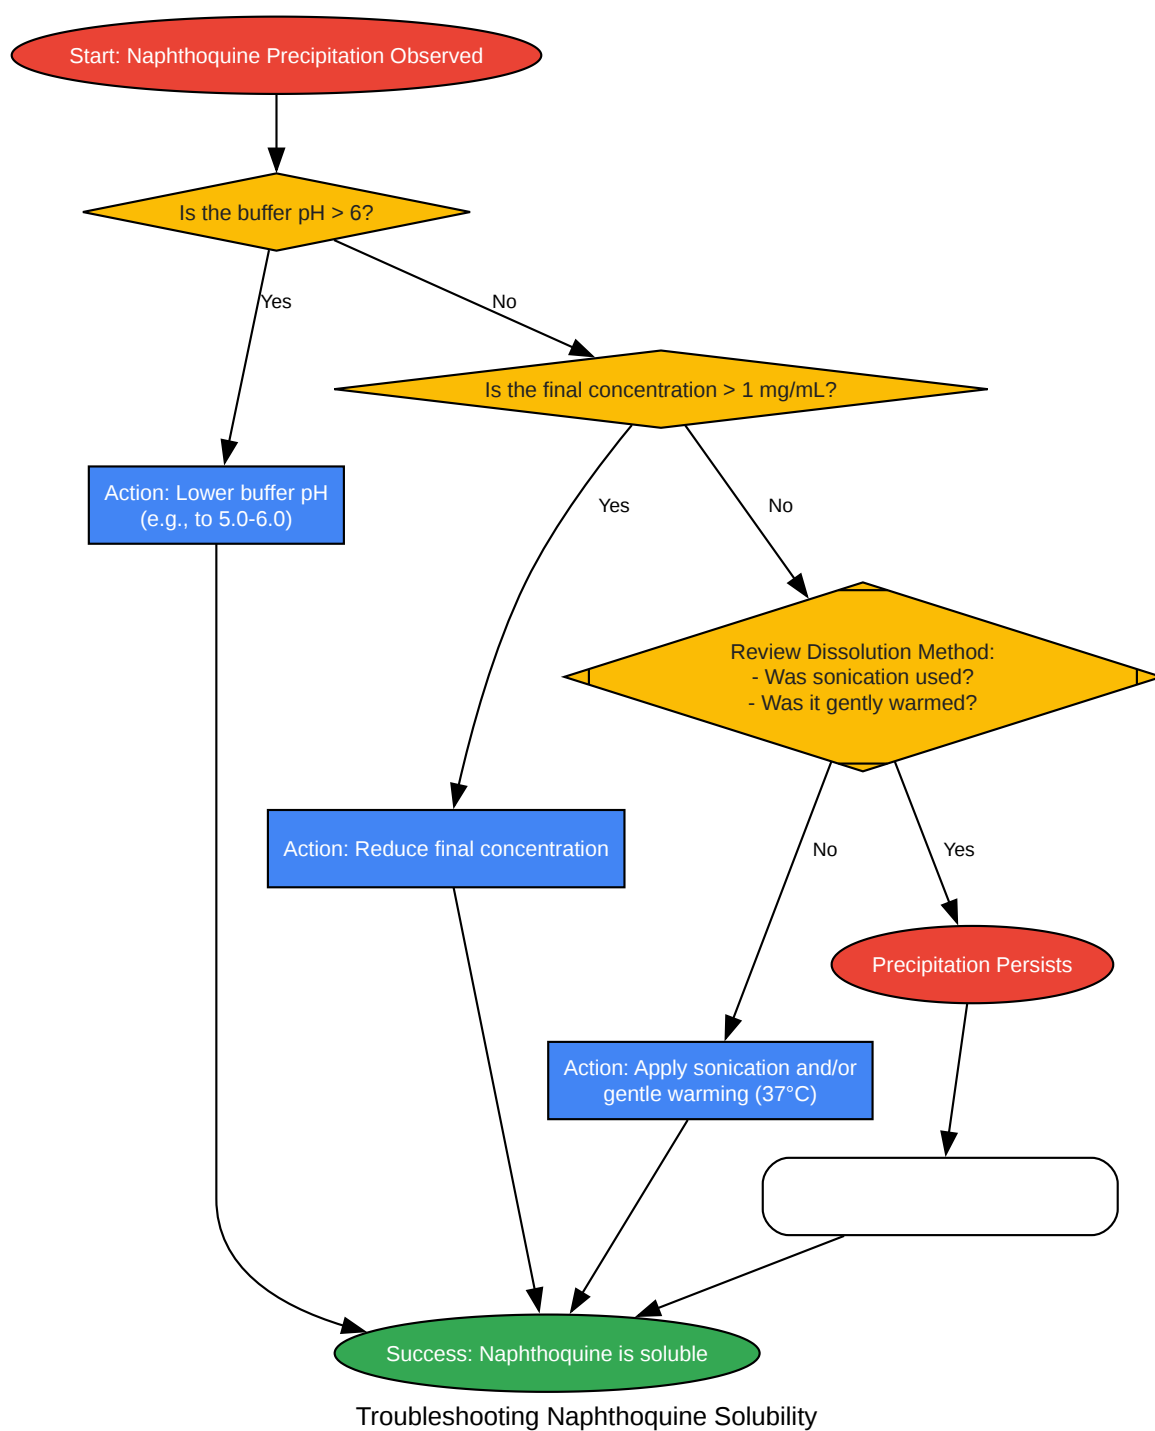 Start: Naphthoquine Precipitation Observed
Is the buffer pH > 6?
Yes
No
Is the final concentration > 1 mg/mL?
Action: Lower buffer pH
(e.g., to 5.0-6.0)
Yes
No
Review Dissolution Method:
- Was sonication used?
- Was it gently warmed?
Action: Reduce final concentration
No
Yes
Precipitation Persists
Action: Apply sonication and/or
gentle warming (37°C)
Success: Naphthoquine is soluble
Troubleshooting Naphthoquine Solubility